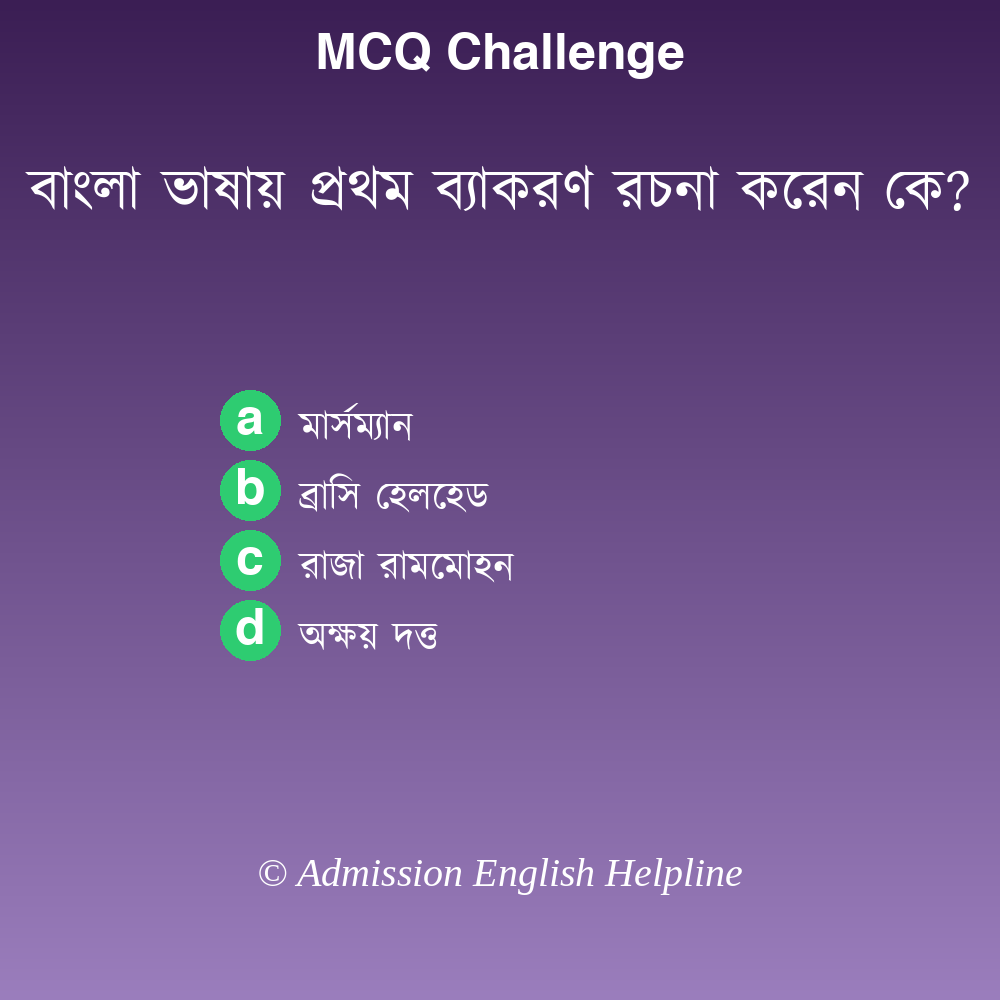 MCQ Challenge
বাংলা ভাষায় প্রথম ব্যাকরণ রচনা করেন কে?
a মার্সম্যান
b ব্রাসি হেলহেড
c রাজা রামমোহন
d অক্ষয় দত্ত
© Admission English Helpline